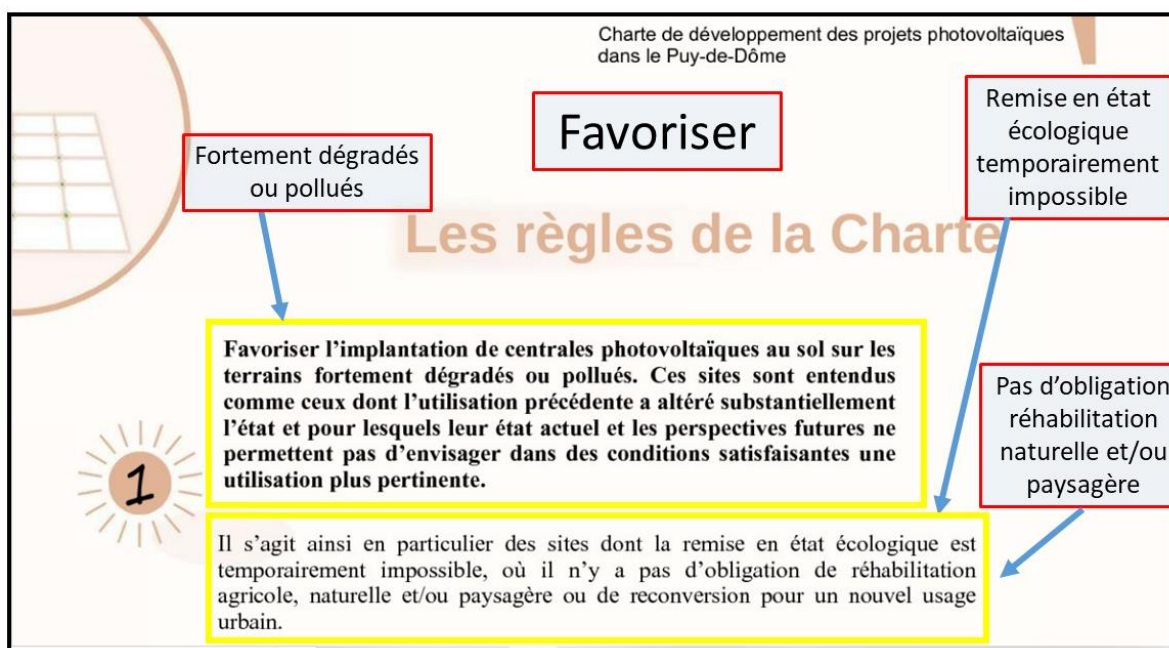 Charte de développement des projets photovoltaïques
dans le Puy-de-Dôme
Favoriser
Remise en état
écologique
temporairement
impossible
Fortement dégradés
ou pollués
Les règles de la Charte
Favoriser l’implantation de centrales photovoltaïques au sol sur les
terrains fortement dégradés ou pollués. Ces sites sont entendus
comme ceux dont l’utilisation précédente a altéré substantiellement
l’état et pour lesquels leur état actuel et les perspectives futures ne
permettent pas d’envisager dans des conditions satisfaisantes une
utilisation plus pertinente.
Pas d’obligation
réhabilitation
naturelle et/ou
paysagère
1
Il s’agit ainsi en particulier des sites dont la remise en état écologique est
temporairement impossible, où il n’y a pas d’obligation de réhabilitation
agricole, naturelle et/ou paysagère ou de reconversion pour un nouvel usage
urbain.